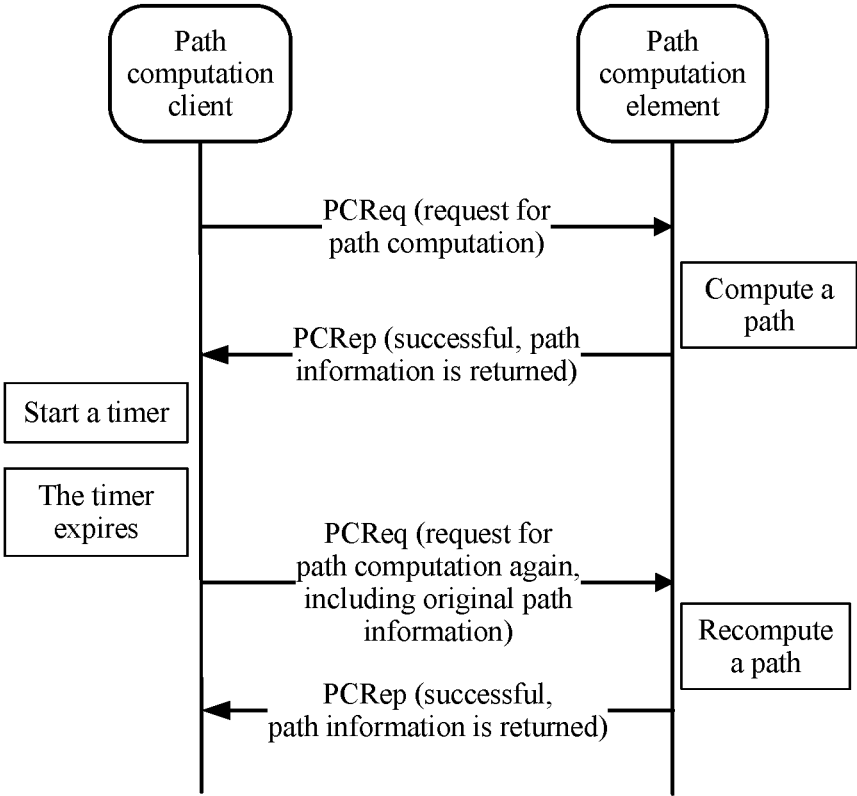 Path
computation
client
Path
computation
element
PCReq (request for
path computation)
Compute a
path
PCRep (successful, path
information is returned)
Start a timer
The timer
expires
PCReq (request for
path computation again,
including original path
information)
Recompute
a path
PCRep (successful,
path information is returned)